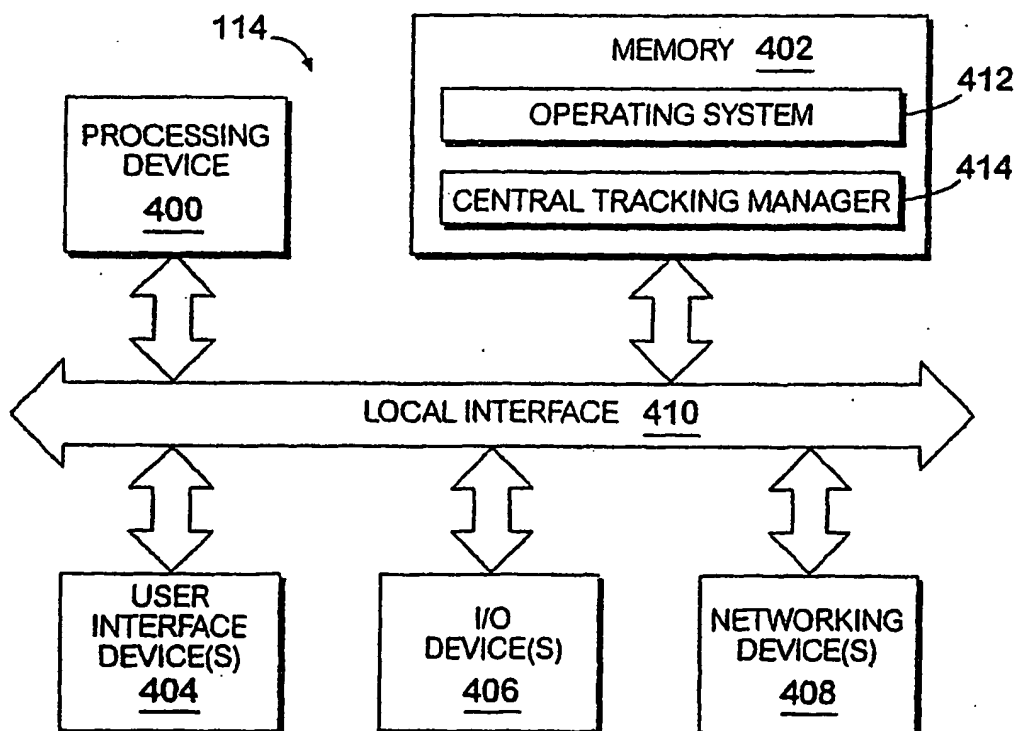 114
MEMORY 402
OPERATING SYSTEM
412
CENTRAL TRACKING MANAGER
414
PROCESSING
DEVICE
400
LOCAL INTERFACE 410
USER
INTERFACE
DEVICE(S)
404
I/O
DEVICE(S)
406
NETWORKING
DEVICE(S)
408